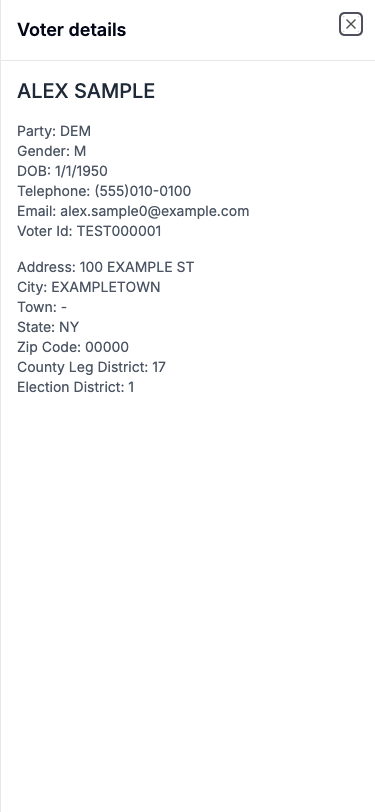 Voter details
ALEX SAMPLE
Party: DEM
Gender: M
DOB: 1/1/1950
Telephone: (555)010-0100
Email: alex.sample0@example.com
Voter Id: TEST000001
Address: 100 EXAMPLE ST
City: EXAMPLETOWN
Town: -
State: NY
Zip Code: 00000
County Leg District: 17
Election District: 1